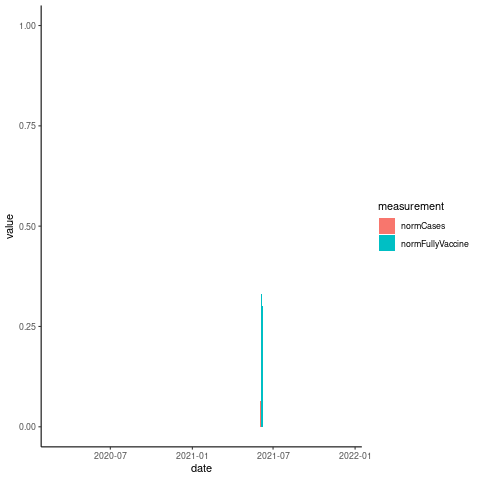 1.00
0.75
0.50
0.25
0.00
value
2020-07
2021-01
2021-07
2022-01
date
measurement
normCases
normFullyVaccine